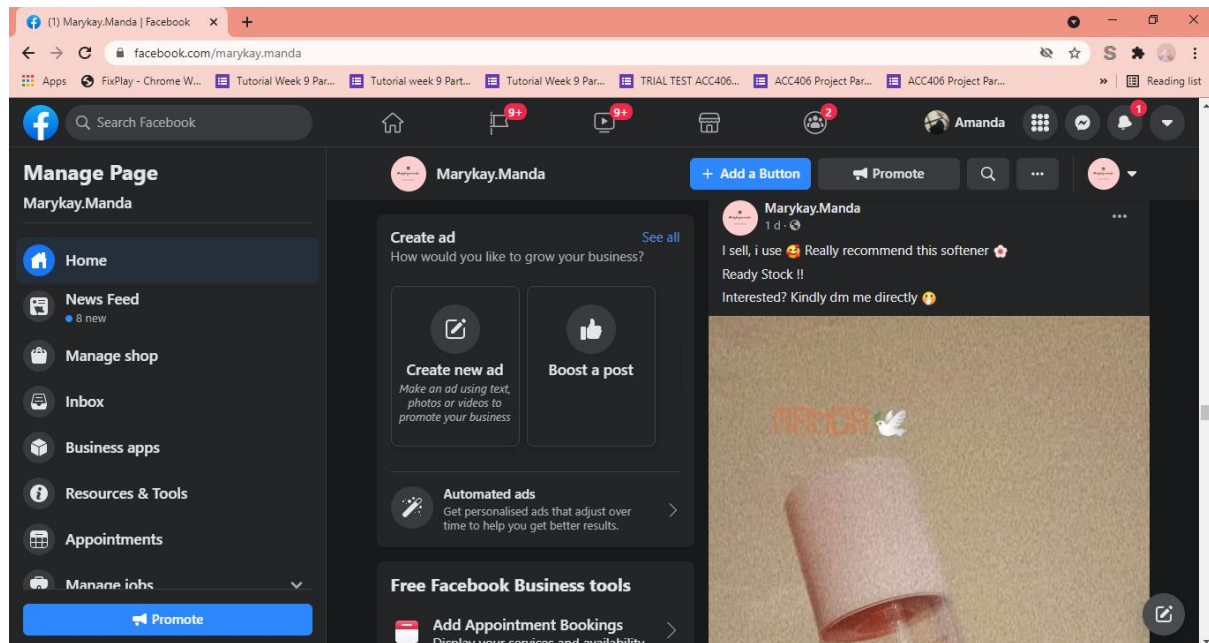 (1) Marykay.Manda | Facebook
facebook.com/marykay.manda
Apps
FixPlay - Chrome W...
Tutorial Week 9 Par...
Tutorial week 9 Part...
Tutorial Week 9 Par...
TRIAL TEST ACC406...
ACC406 Project Par...
ACC406 Project Par...
»
Reading list
Search Facebook
9+
9+
2
Amanda
1
Manage Page
Marykay.Manda
Home
News Feed
8 new
Manage shop
Inbox
Business apps
Resources & Tools
Appointments
Manage jobs
Promote
Marykay.Manda
+ Add a Button
Promote
Create ad
See all
How would you like to grow your business?
Create new ad
Make an ad using text,
photos or videos to
promote your business
Boost a post
Automated ads
Get personalised ads that adjust over
time to help you get better results.
Free Facebook Business tools
Add Appointment Bookings
Display your services and availability
Marykay.Manda
1 d ·
I sell, i use 🥰 Really recommend this softener 🌸
Ready Stock !!
Interested? Kindly dm me directly 🤭
MANDA 🕊️